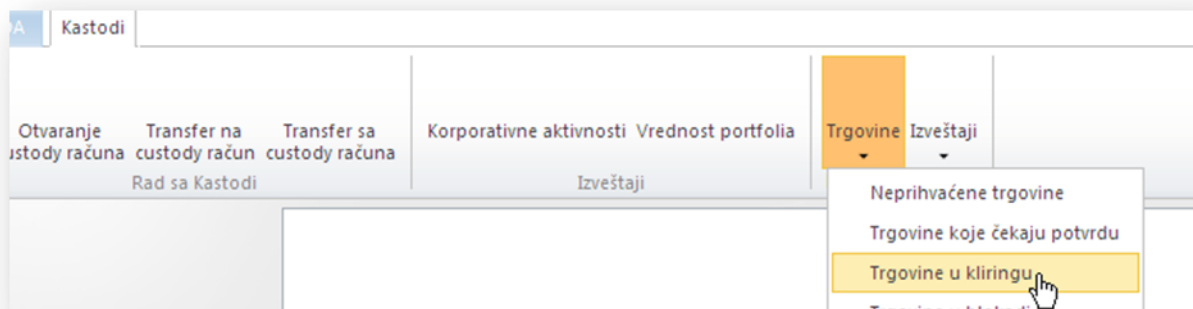 Kastodi
Otvaranje
custody računa
Transfer na
custody račun
Transfer sa
custody računa
Rad sa Kastodi
Korporativne aktivnosti
Vrednost portfolia
Izveštaji
Trgovine
Izveštaji
Neprihvaćene trgovine
Trgovine koje čekaju potvrdu
Trgovine u kliringu